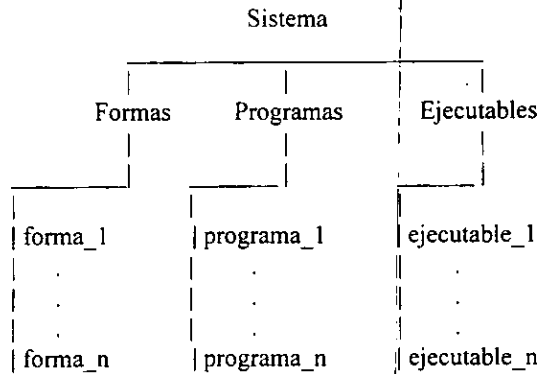 Sistema
Formas Programas Ejecutables
forma_1 programa_1 ejecutable_1
. . .
. . .
forma_n programa_n ejecutable_n